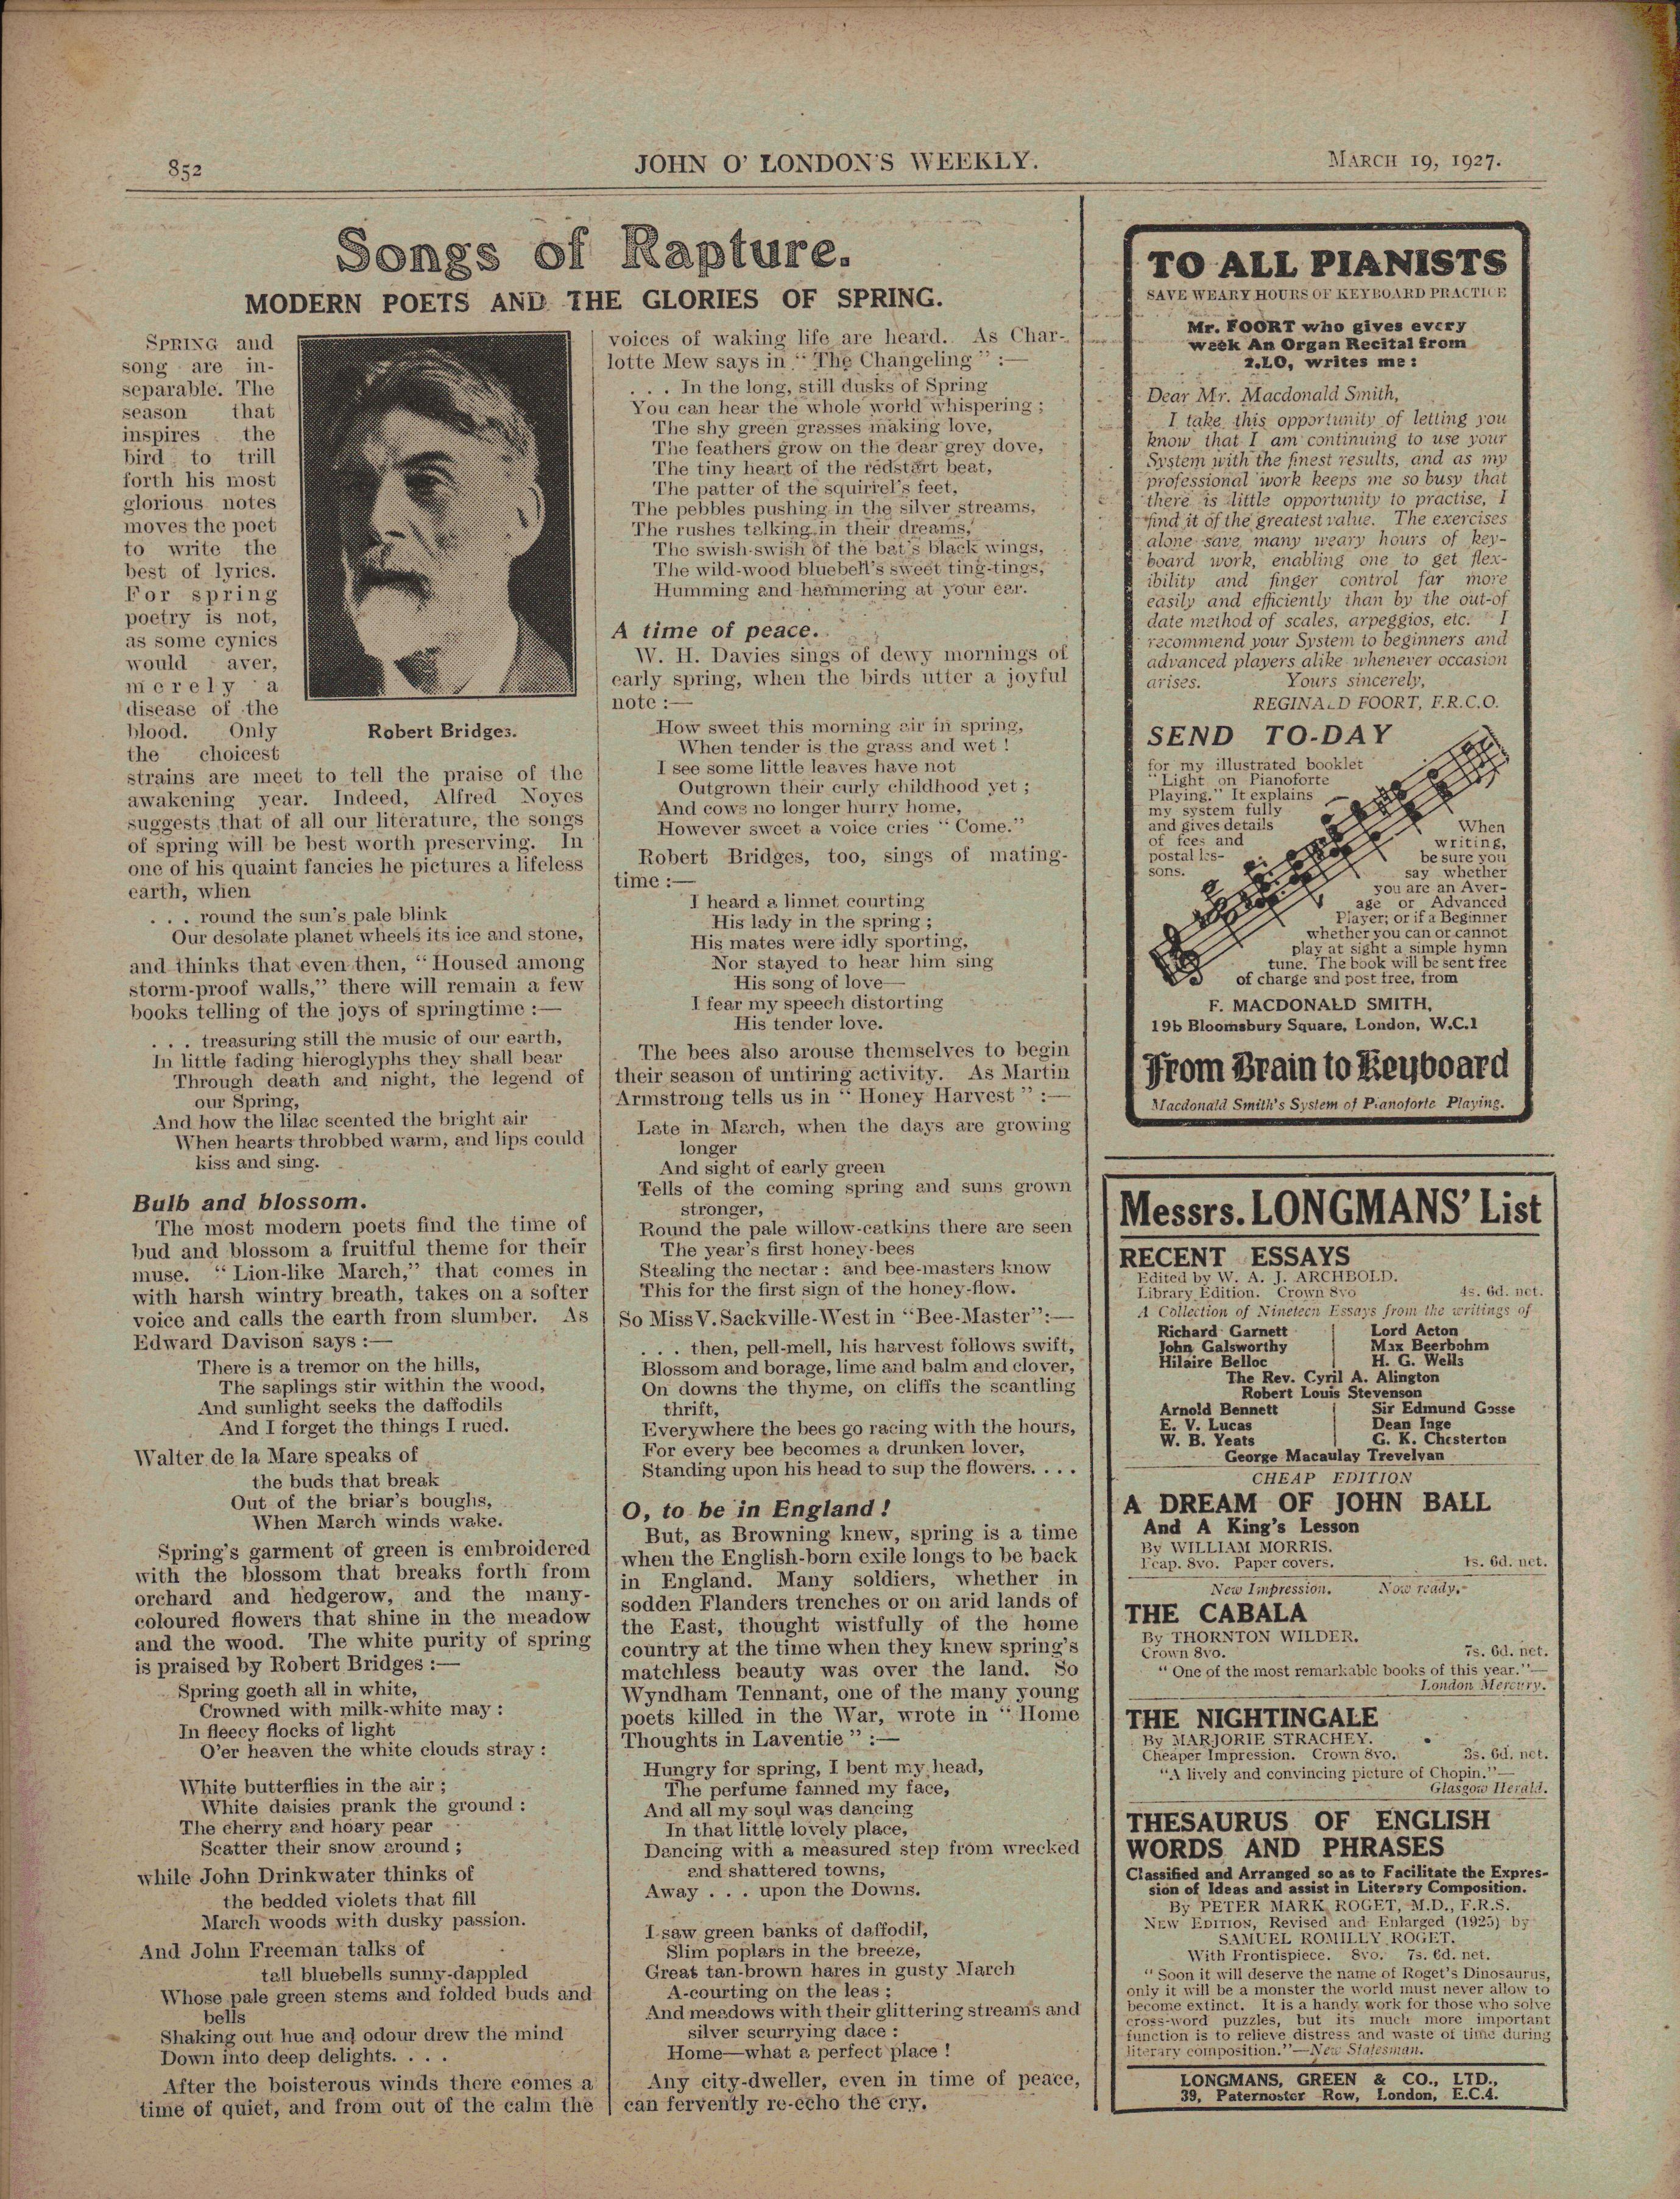 852
JOHN O' LONDON'S WEEKLY.
MARCH 19, 1927.
Songs of Rapture.
MODERN POETS AND THE GLORIES OF SPRING.
SPRING and
song are in-
separable. The
season that
inspires the
bird to trill
forth his most
glorious notes
moves the poet
to write the
best of lyrics.
For spring
poetry is not,
as some cynics
would aver,
merely a
disease of the
blood. Only
the choicest
Robert Bridges.
strains are meet to tell the praise of the
awakening year. Indeed, Alfred Noyes
suggests that of all our literature, the songs
of spring will be best worth preserving. In
one of his quaint fancies he pictures a lifeless
earth, when
. . . round the sun's pale blink
Our desolate planet wheels its ice and stone,
and thinks that even then, "Housed among
storm-proof walls," there will remain a few
books telling of the joys of springtime :—
. . . treasuring still the music of our earth,
In little fading hieroglyphs they shall bear
Through death and night, the legend of
our Spring,
And how the lilac scented the bright air
When hearts throbbed warm, and lips could
kiss and sing.
Bulb and blossom.
The most modern poets find the time of
bud and blossom a fruitful theme for their
muse. "Lion-like March," that comes in
with harsh wintry breath, takes on a softer
voice and calls the earth from slumber. As
Edward Davison says :—
There is a tremor on the hills,
The saplings stir within the wood,
And sunlight seeks the daffodils
And I forget the things I rued.
Walter de la Mare speaks of
the buds that break
Out of the briar's boughs,
When March winds wake.
Spring's garment of green is embroidered
with the blossom that breaks forth from
orchard and hedgerow, and the many-
coloured flowers that shine in the meadow
and the wood. The white purity of spring
is praised by Robert Bridges :—
Spring goeth all in white,
Crowned with milk-white may :
In fleecy flocks of light
O'er heaven the white clouds stray :
White butterflies in the air ;
White daisies prank the ground :
The cherry and hoary pear
Scatter their snow around ;
while John Drinkwater thinks of
the bedded violets that fill
March woods with dusky passion.
And John Freeman talks of
tall bluebells sunny-dappled
Whose pale green stems and folded buds and
bells
Shaking out hue and odour drew the mind
Down into deep delights. . . .
After the boisterous winds there comes a
time of quiet, and from out of the calm the
voices of waking life are heard. As Char-
lotte Mew says in "The Changeling" :—
. . . In the long, still dusks of Spring
You can hear the whole world whispering ;
The shy green grasses making love,
The feathers grow on the dear grey dove,
The tiny heart of the redstart beat,
The patter of the squirrel's feet,
The pebbles pushing in the silver streams,
The rushes talking in their dreams,
The swish-swish of the bat's black wings,
The wild-wood bluebell's sweet ting-tings,
Humming and hammering at your ear.
A time of peace.
W. H. Davies sings of dewy mornings of
early spring, when the birds utter a joyful
note :—
How sweet this morning air in spring,
When tender is the grass and wet !
I see some little leaves have not
Outgrown their curly childhood yet ;
And cows no longer hurry home,
However sweet a voice cries "Come."
Robert Bridges, too, sings of mating-
time :—
I heard a linnet courting
His lady in the spring ;
His mates were idly sporting,
Nor stayed to hear him sing
His song of love—
I fear my speech distorting
His tender love.
The bees also arouse themselves to begin
their season of untiring activity. As Martin
Armstrong tells us in "Honey Harvest" :—
Late in March, when the days are growing
longer
And sight of early green
Tells of the coming spring and suns grown
stronger,
Round the pale willow-catkins there are seen
The year's first honey-bees
Stealing the nectar : and bee-masters know
This for the first sign of the honey-flow.
So Miss V. Sackville-West in "Bee-Master":—
. . . then, pell-mell, his harvest follows swift,
Blossom and borage, lime and balm and clover,
On downs the thyme, on cliffs the scantling
thrift,
Everywhere the bees go racing with the hours,
For every bee becomes a drunken lover,
Standing upon his head to sup the flowers. . . .
O, to be in England !
But, as Browning knew, spring is a time
when the English-born exile longs to be back
in England. Many soldiers, whether in
sodden Flanders trenches or on arid lands of
the East, thought wistfully of the home
country at the time when they knew spring's
matchless beauty was over the land. So
Wyndham Tennant, one of the many young
poets killed in the War, wrote in "Home
Thoughts in Laventie" :—
Hungry for spring, I bent my head,
The perfume fanned my face,
And all my soul was dancing
In that little lovely place,
Dancing with a measured step from wrecked
and shattered towns,
Away . . . upon the Downs.
I saw green banks of daffodil,
Slim poplars in the breeze,
Great tan-brown hares in gusty March
A-courting on the leas ;
And meadows with their glittering streams and
silver scurrying dace :
Home—what a perfect place !
Any city-dweller, even in time of peace,
can fervently re-echo the cry.
TO ALL PIANISTS
SAVE WEARY HOURS OF KEYBOARD PRACTICE
Mr. FOORT who gives every
week An Organ Recital from
2.LO, writes me :
Dear Mr. Macdonald Smith,
I take this opportunity of letting you
know that I am continuing to use your
System with the finest results, and as my
professional work keeps me so busy that
there is little opportunity to practise, I
find it of the greatest value. The exercises
alone save many weary hours of key-
board work, enabling one to get flex-
ibility and finger control far more
easily and efficiently than by the out-of
date method of scales, arpeggios, etc. I
recommend your System to beginners and
advanced players alike whenever occasion
arises. Yours sincerely,
REGINALD FOORT, F.R.C.O.
SEND TO-DAY
for my illustrated booklet
"Light on Pianoforte
Playing." It explains
my system fully
and gives details
of fees and
postal les-
sons.
When
writing,
be sure you
say whether
you are an Aver-
age or Advanced
Player; or if a Beginner
whether you can or cannot
play at sight a simple hymn
tune. The book will be sent free
of charge and post free, from
F. MACDONALD SMITH,
19b Bloomsbury Square, London, W.C.1
From Brain to Keyboard
Macdonald Smith's System of Pianoforte Playing.
Messrs. LONGMANS' List
RECENT ESSAYS
Edited by W. A. J. ARCHBOLD.
Library Edition. Crown 8vo 4s. 6d. net.
A Collection of Nineteen Essays from the writings of
Richard Garnett Lord Acton
John Galsworthy Max Beerbohm
Hilaire Belloc H. G. Wells
The Rev. Cyril A. Alington
Robert Louis Stevenson
Arnold Bennett Sir Edmund Gosse
E. V. Lucas Dean Inge
W. B. Yeats G. K. Chesterton
George Macaulay Trevelyan
CHEAP EDITION
A DREAM OF JOHN BALL
And A King's Lesson
By WILLIAM MORRIS.
Fcap. 8vo. Paper covers. 1s. 6d. net.
New Impression. Now ready.
THE CABALA
By THORNTON WILDER.
Crown 8vo. 7s. 6d. net.
"One of the most remarkable books of this year."—
London Mercury.
THE NIGHTINGALE
By MARJORIE STRACHEY.
Cheaper Impression. Crown 8vo. 3s. 6d. net.
"A lively and convincing picture of Chopin."—
Glasgow Herald.
THESAURUS OF ENGLISH
WORDS AND PHRASES
Classified and Arranged so as to Facilitate the Expres-
sion of Ideas and assist in Literary Composition.
By PETER MARK ROGET, M.D., F.R.S.
NEW EDITION, Revised and Enlarged (1925) by
SAMUEL ROMILLY ROGET.
With Frontispiece. 8vo. 7s. 6d. net.
"Soon it will deserve the name of Roget's Dinosaurus,
only it will be a monster the world must never allow to
become extinct. It is a handy work for those who solve
cross-word puzzles, but its much more important
function is to relieve distress and waste of time during
literary composition."—New Statesman.
LONGMANS, GREEN & CO., LTD.,
39, Paternoster Row, London, E.C.4.